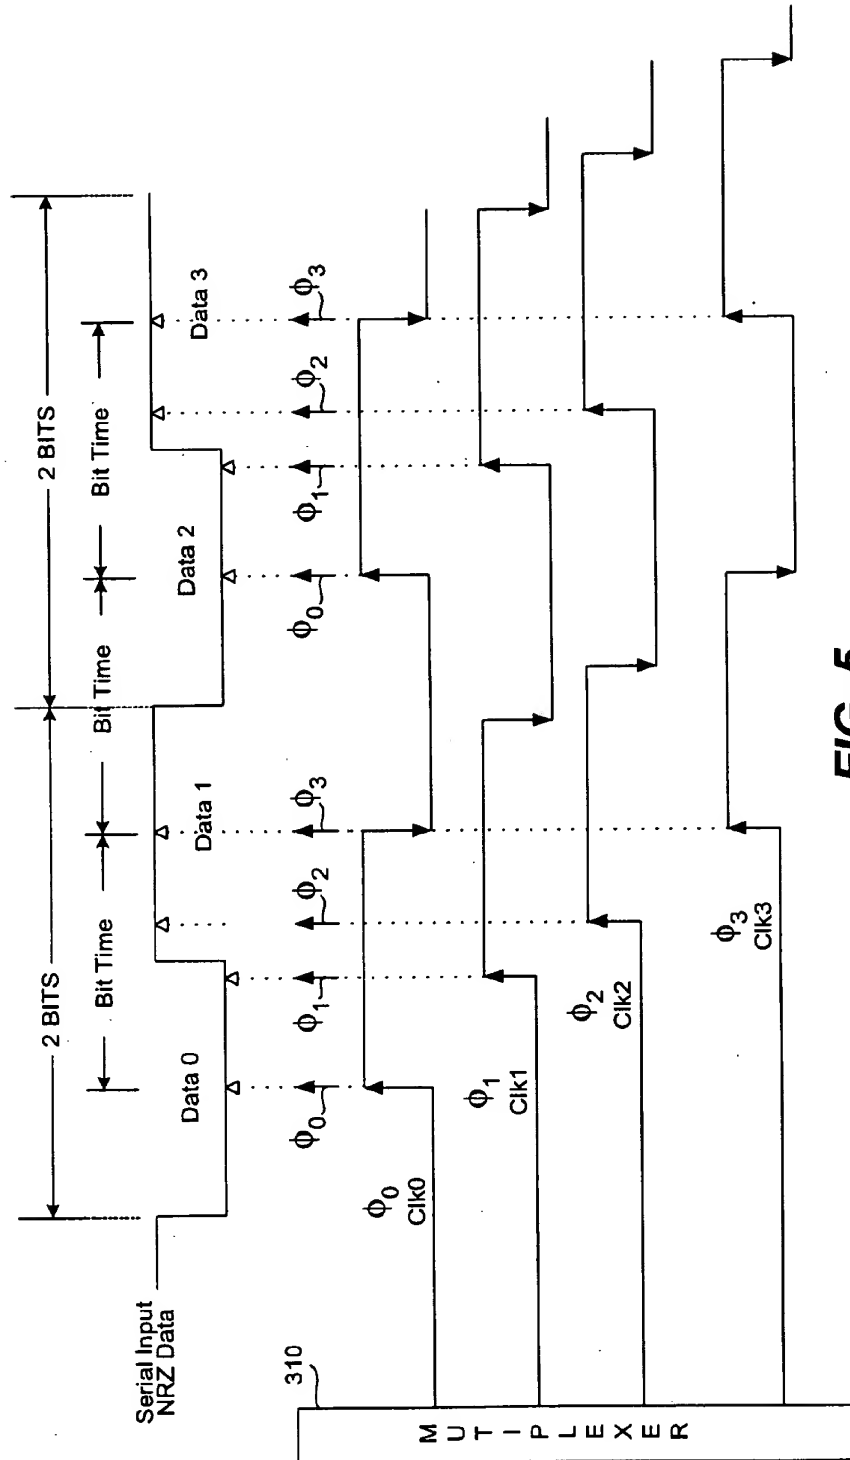 2 BITS
2 BITS
Bit Time
Bit Time
Bit Time
Serial Input
NRZ Data
Data 0
Data 1
Data 2
Data 3
ϕ0
ϕ1
ϕ2
ϕ3
ϕ0
ϕ1
ϕ2
ϕ3
310
MUTIPLEXER
ϕ0
Clk0
ϕ1
Clk1
ϕ2
Clk2
ϕ3
Clk3
FIG. 5